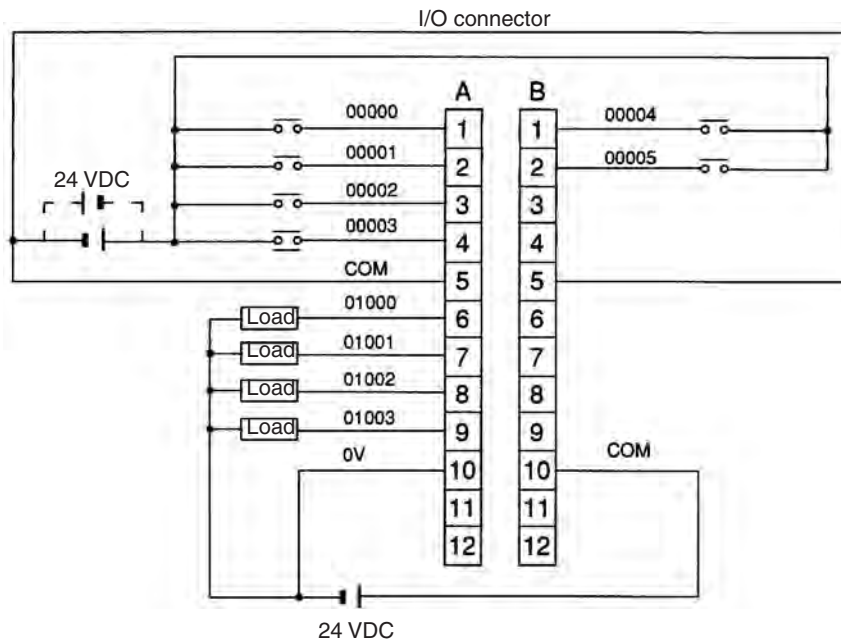 I/O connector
A B
00000 1 1 00004
00001 2 2 00005
24 VDC
00002 3 3
00003 4 4
COM 5 5
Load 01000 6 6
Load 01001 7 7
Load 01002 8 8
Load 01003 9 9
0V 10 10 COM
11 11
12 12
24 VDC